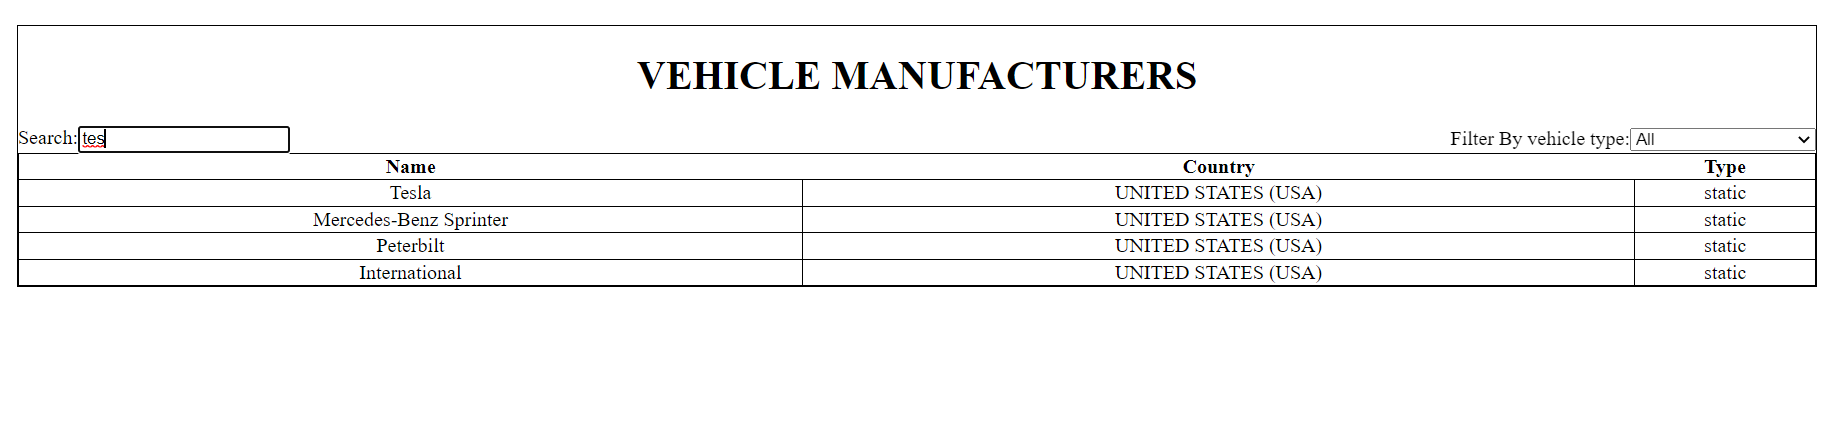 VEHICLE MANUFACTURERS
Search: tes Filter By vehicle type: All
Name Country Type
Tesla UNITED STATES (USA) static
Mercedes-Benz Sprinter UNITED STATES (USA) static
Peterbilt UNITED STATES (USA) static
International UNITED STATES (USA) static